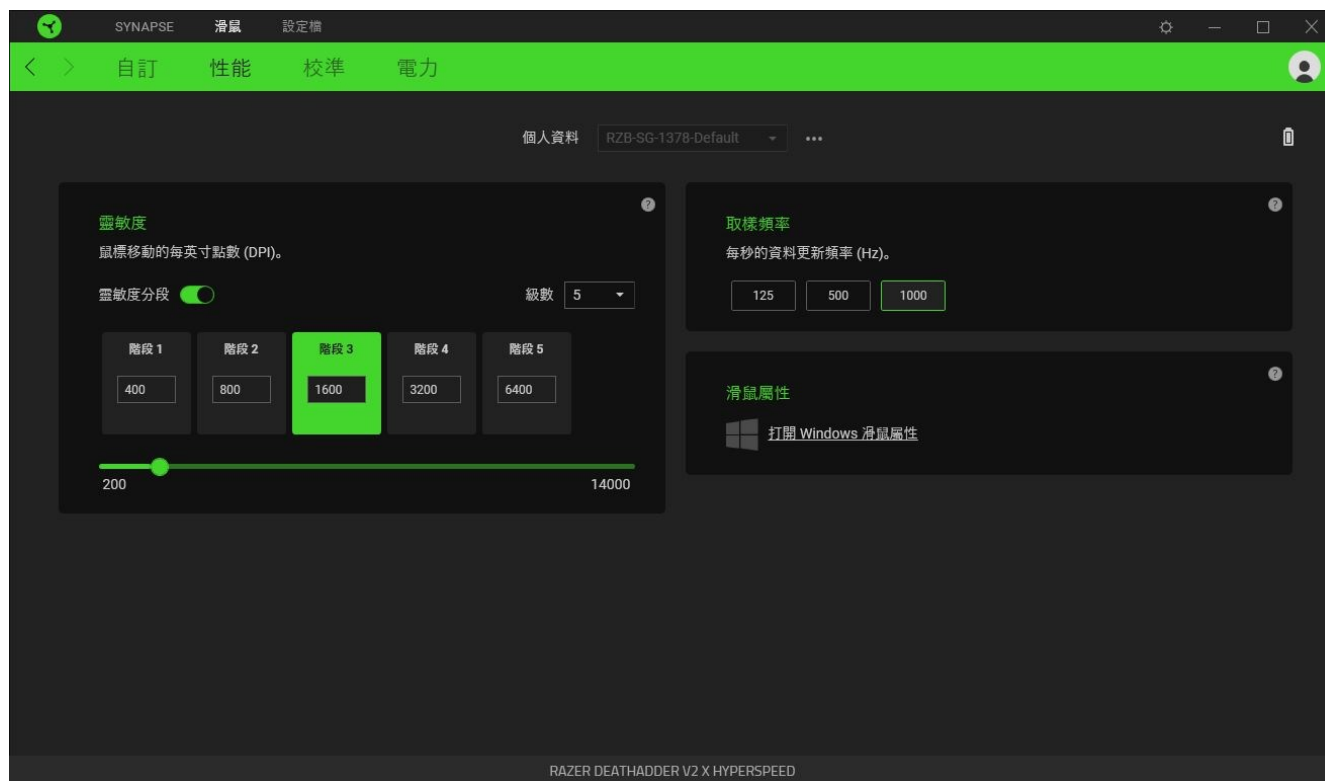 SYNAPSE 滑鼠 設定檔
自訂 性能 校準 電力
個人資料 RZB-SG-1378-Default
靈敏度
鼠標移動的每英寸點數 (DPI)。
靈敏度分段 級數 5
階段 1 階段 2 階段 3 階段 4 階段 5
400 800 1600 3200 6400
200 14000
取樣頻率
每秒的資料更新頻率 (Hz)。
125 500 1000
滑鼠屬性
打開 Windows 滑鼠屬性
RAZER DEATHADDER V2 X HYPERSPEED